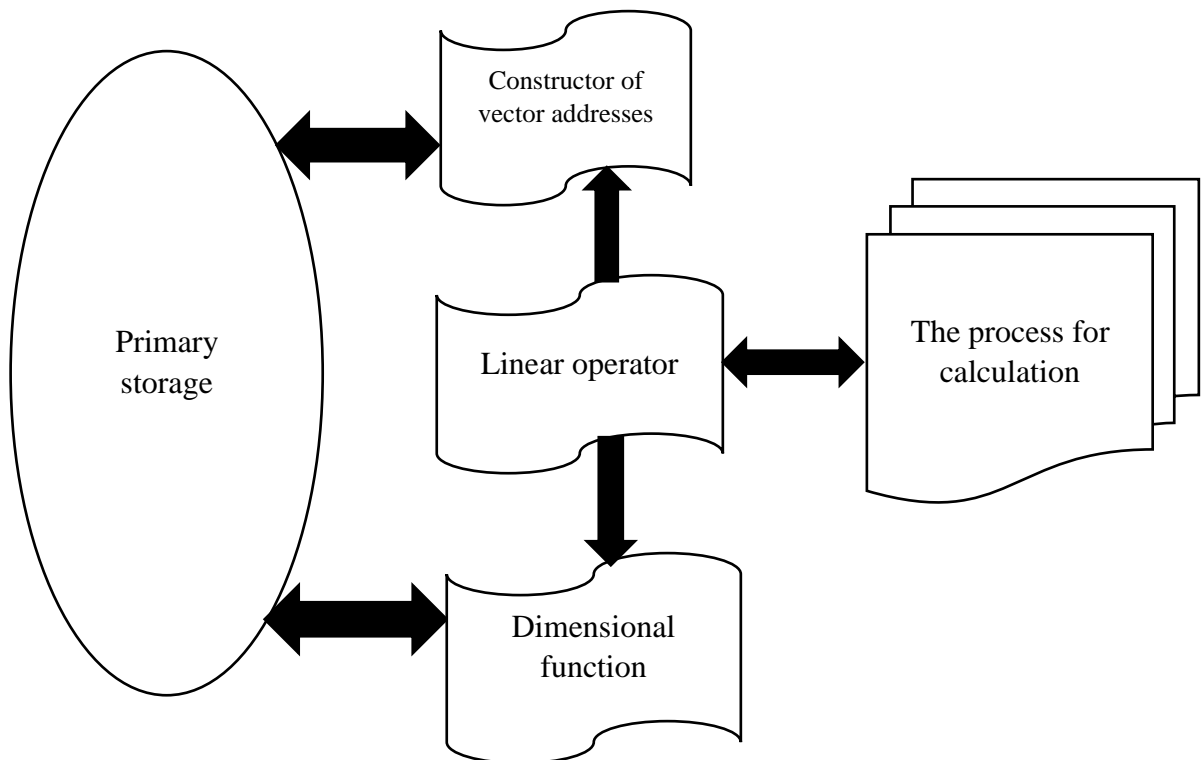 Constructor of
vector addresses
Primary
storage
Linear operator
The process for
calculation
Dimensional
function